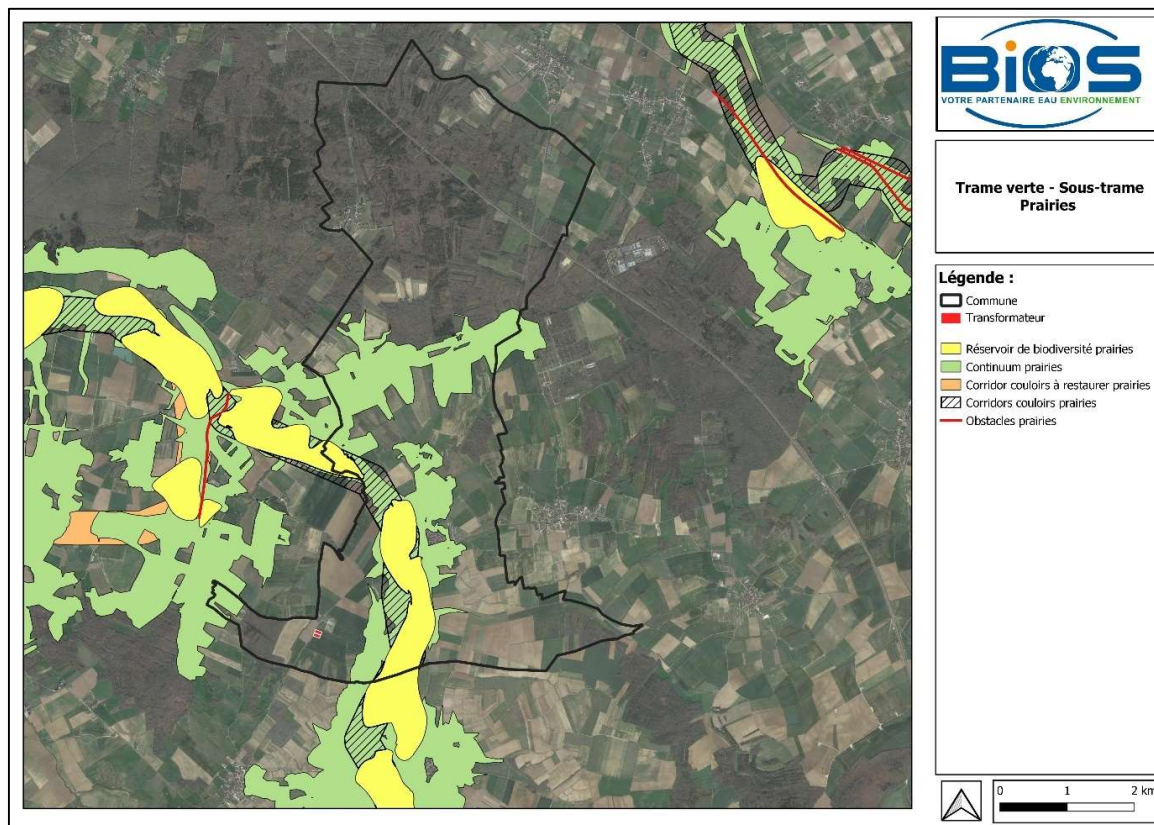 BiOS
VOTRE PARTENAIRE EAU ENVIRONNEMENT
Trame verte - Sous-trame
Prairies
Légende :
Commune
Transformateur
Réservoir de biodiversité prairies
Continuum prairies
Corridor couloirs à restaurer prairies
Corridors couloirs prairies
Obstacles prairies
0 1 2 km